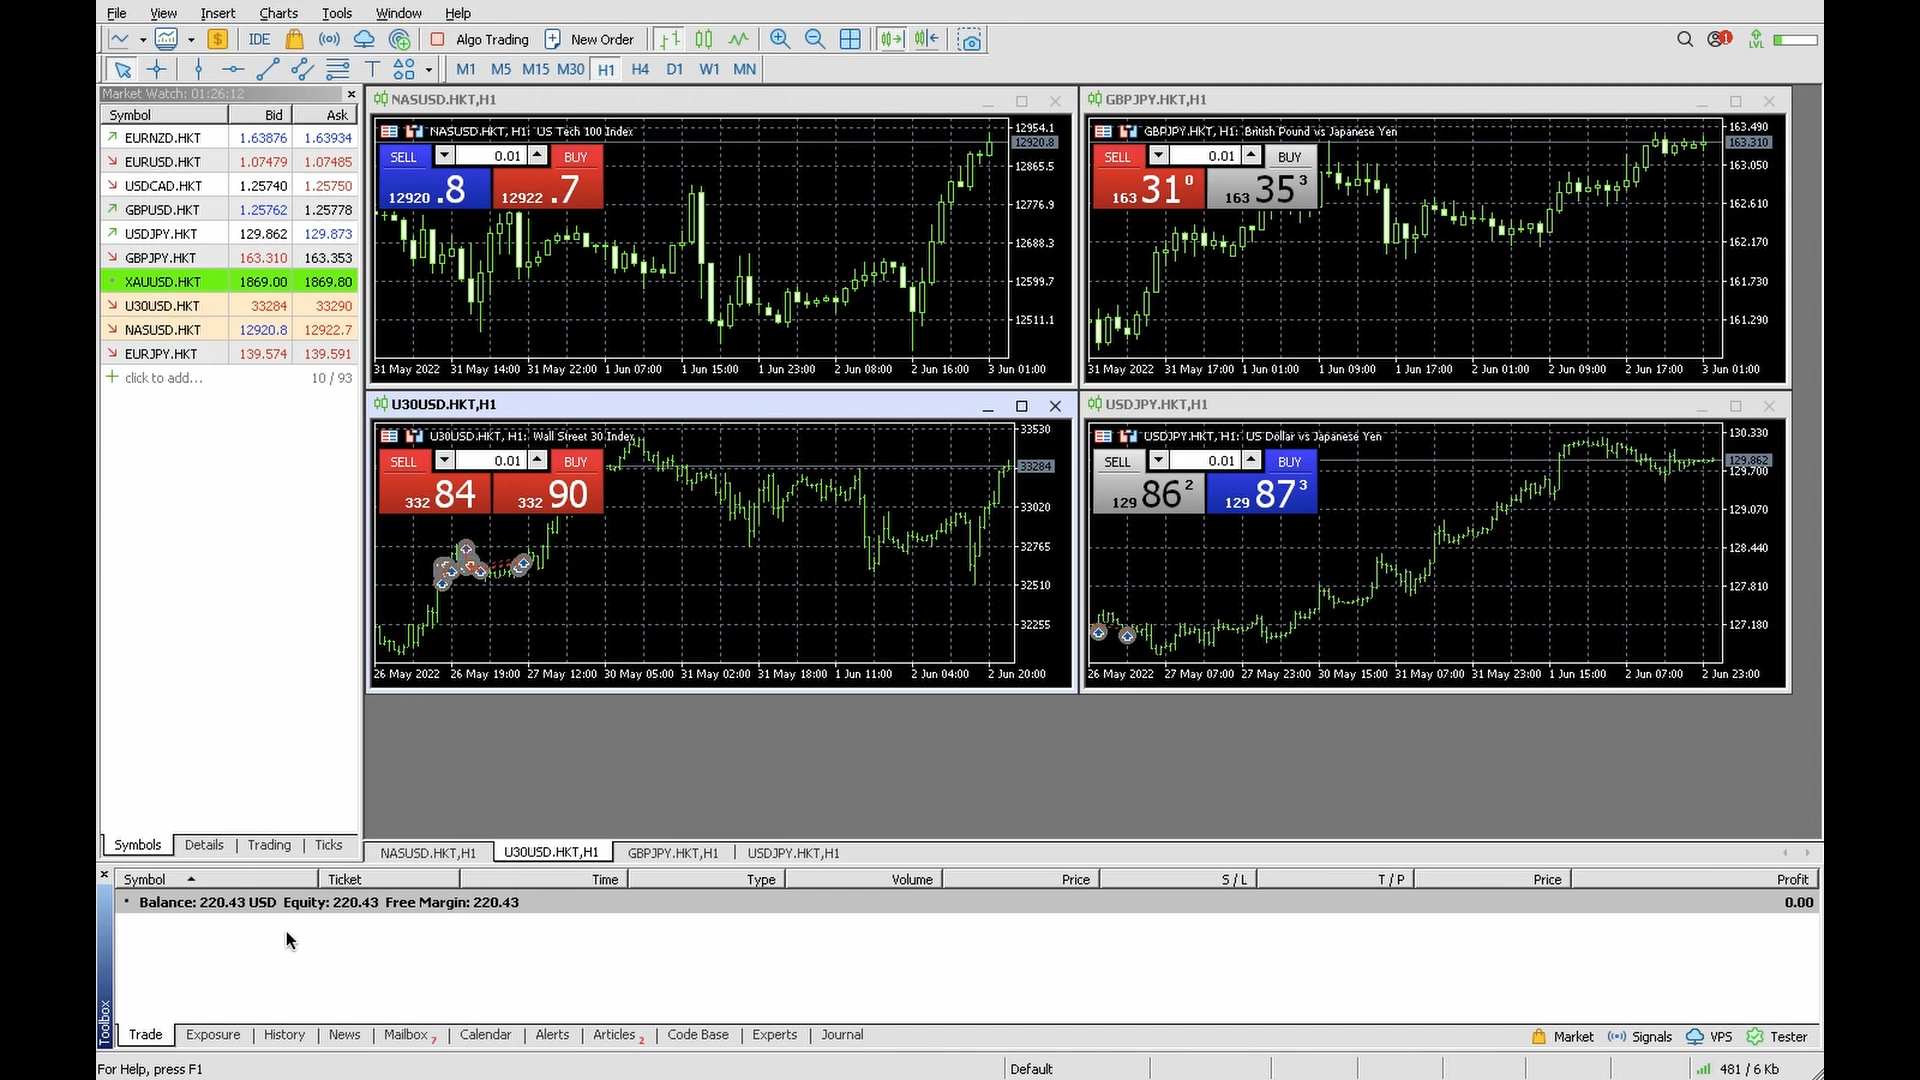 File View Insert Charts Tools Window Help
IDE Algo Trading New Order 1 LVL
M1 M5 M15 M30 H1 H4 D1 W1 MN
Market Watch: 01:26:12
Symbol Bid Ask
EURNZD.HKT 1.63876 1.63934
EURUSD.HKT 1.07479 1.07485
USDCAD.HKT 1.25740 1.25750
GBPUSD.HKT 1.25762 1.25778
USDJPY.HKT 129.862 129.873
GBPJPY.HKT 163.310 163.353
XAUUSD.HKT 1869.00 1869.80
U30USD.HKT 33284 33290
NASUSD.HKT 12920.8 12922.7
EURJPY.HKT 139.574 139.591
click to add... 10 / 93
Symbols Details Trading Ticks
NASUSD.HKT,H1
NASUSD.HKT, H1: US Tech 100 Index
SELL 0.01 BUY
12920 .8 12922 .7
12954.1
12920.8
12865.5
12776.9
12688.3
12599.7
12511.1
31 May 2022 31 May 14:00 31 May 22:00 1 Jun 07:00 1 Jun 15:00 1 Jun 23:00 2 Jun 08:00 2 Jun 16:00 3 Jun 01:00
GBPJPY.HKT,H1
GBPJPY.HKT, H1: British Pound vs Japanese Yen
SELL 0.01 BUY
163 31 0 163 35 3
163.490
163.310
163.050
162.610
162.170
161.730
161.290
31 May 2022 31 May 17:00 1 Jun 01:00 1 Jun 09:00 1 Jun 17:00 2 Jun 01:00 2 Jun 09:00 2 Jun 17:00 3 Jun 01:00
U30USD.HKT,H1
U30USD.HKT, H1: Wall Street 30 Index
SELL 0.01 BUY
332 84 332 90
33530
33284
33020
32765
32510
32255
26 May 2022 26 May 19:00 27 May 12:00 30 May 05:00 31 May 02:00 31 May 18:00 1 Jun 11:00 2 Jun 04:00 2 Jun 20:00
USDJPY.HKT,H1
USDJPY.HKT, H1: US Dollar vs Japanese Yen
SELL 0.01 BUY
129 86 2 129 87 3
130.330
129.862
129.700
129.070
128.440
127.810
127.180
26 May 2022 27 May 07:00 27 May 23:00 30 May 15:00 31 May 07:00 31 May 23:00 1 Jun 15:00 2 Jun 07:00 2 Jun 23:00
NASUSD.HKT,H1 U30USD.HKT,H1 GBPJPY.HKT,H1 USDJPY.HKT,H1
Symbol Ticket Time Type Volume Price S / L T / P Price Profit
Balance: 220.43 USD Equity: 220.43 Free Margin: 220.43 0.00
Toolbox
Trade Exposure History News Mailbox 7 Calendar Alerts Articles 2 Code Base Experts Journal Market Signals VPS Tester
For Help, press F1 Default 481 / 6 Kb